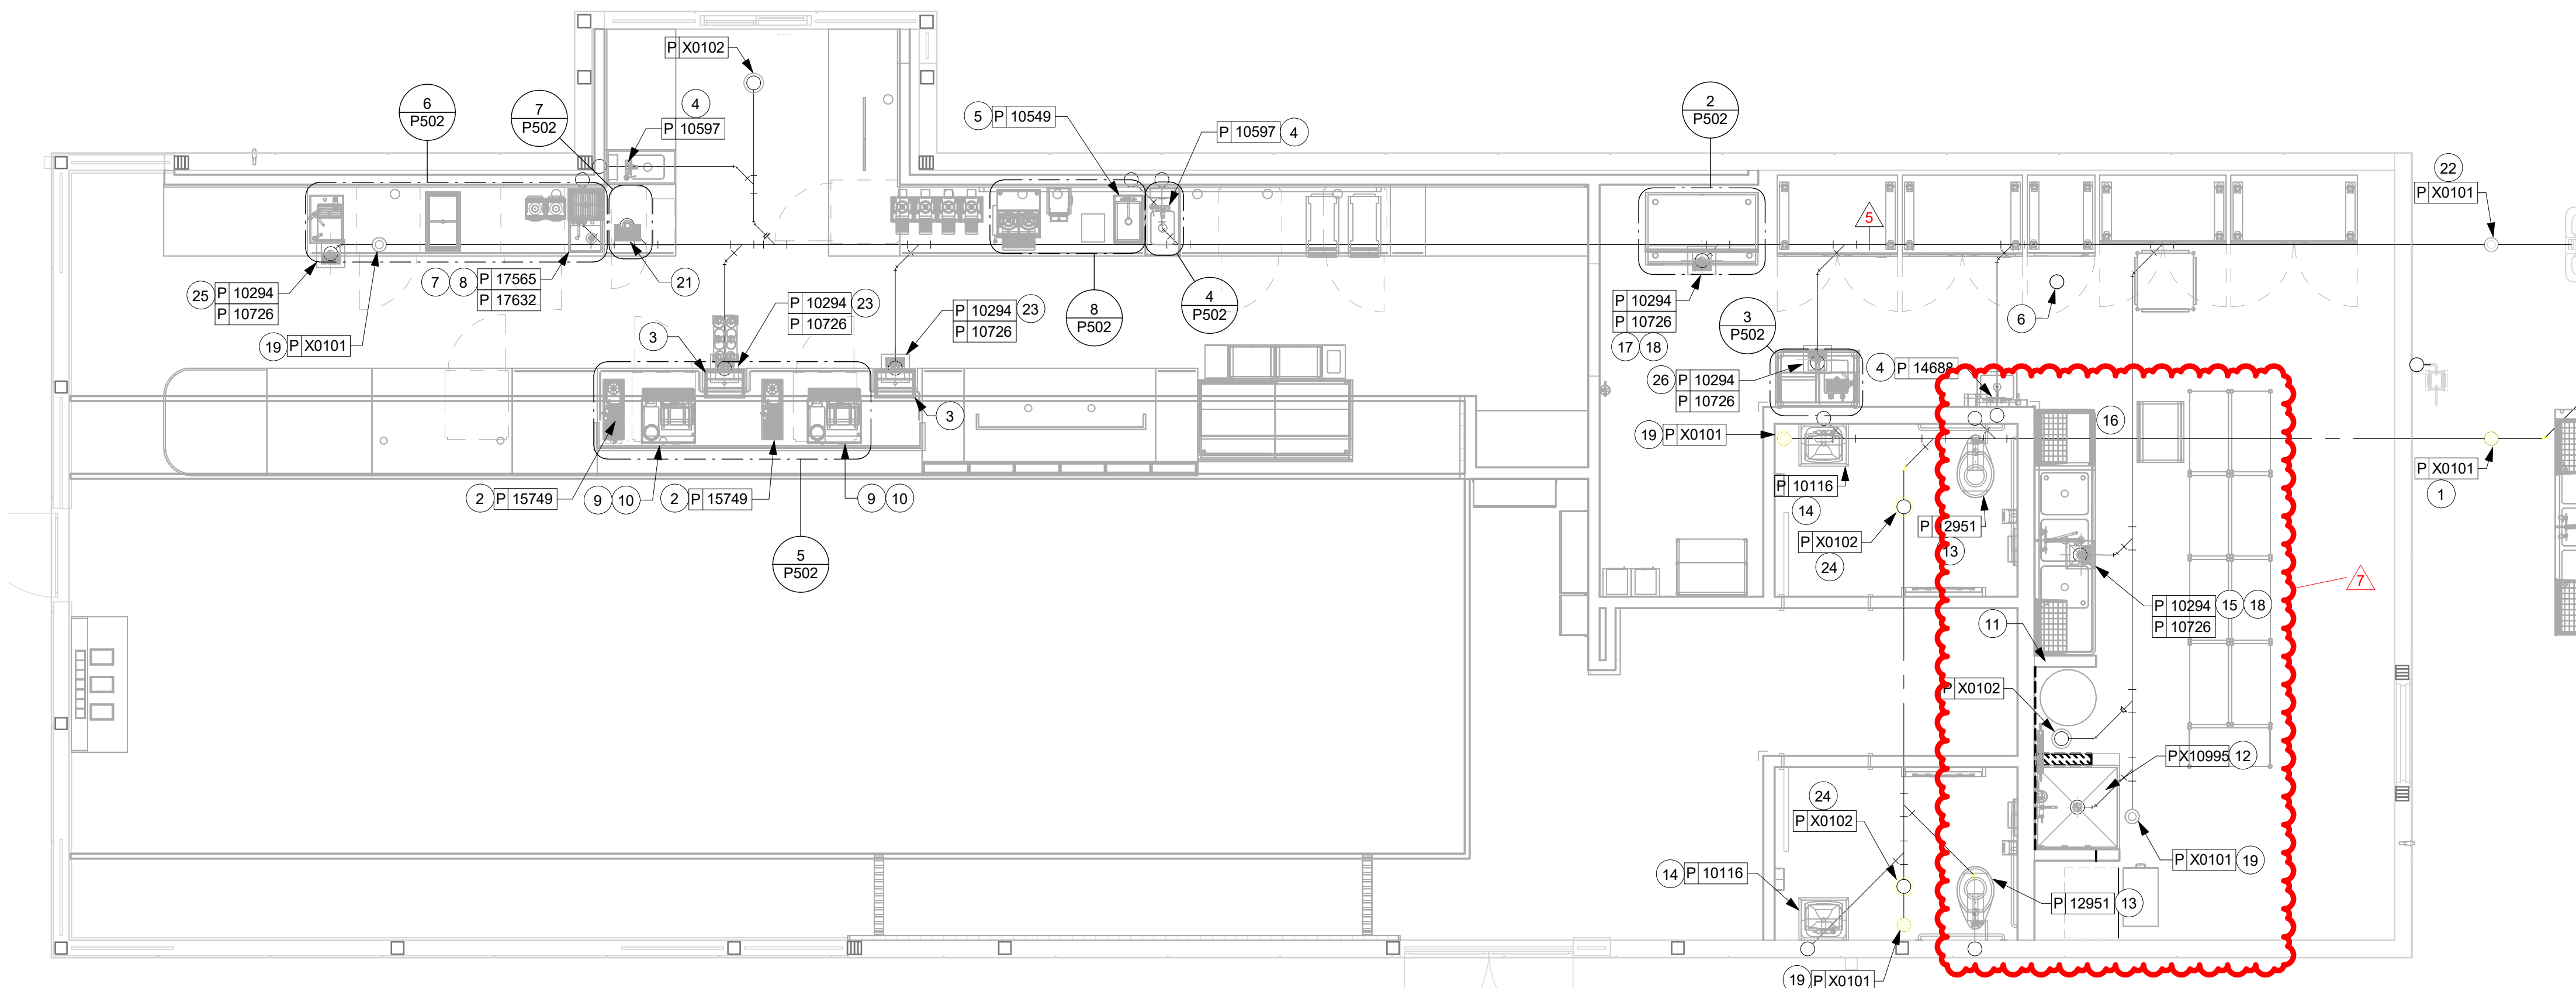 P X0102
6
P502
7
P502
4
P 10597
5 P 10549
P 10597 4
2
P502
22
P X0101
5
25 P 10294
P 10726
7 8 P 17565
P 17632
21
19 P X0101
3
P 10294 23
P 10726
P 10294 23
P 10726
8
P502
4
P502
P 10294
P 10726
17 18
3
P502
6
26 P 10294
P 10726
4 P 14688
3
16
19 P X0101
P X0101
1
2 P 15749
9 10
2 P 15749
9 10
P 10116
14
P X0102
24
P 12951
13
5
P502
7
P 10294 15 18
P 10726
11
P X0102
PX10995 12
24
P X0102
14 P 10116
P X0101 19
P 12951 13
19 P X0101